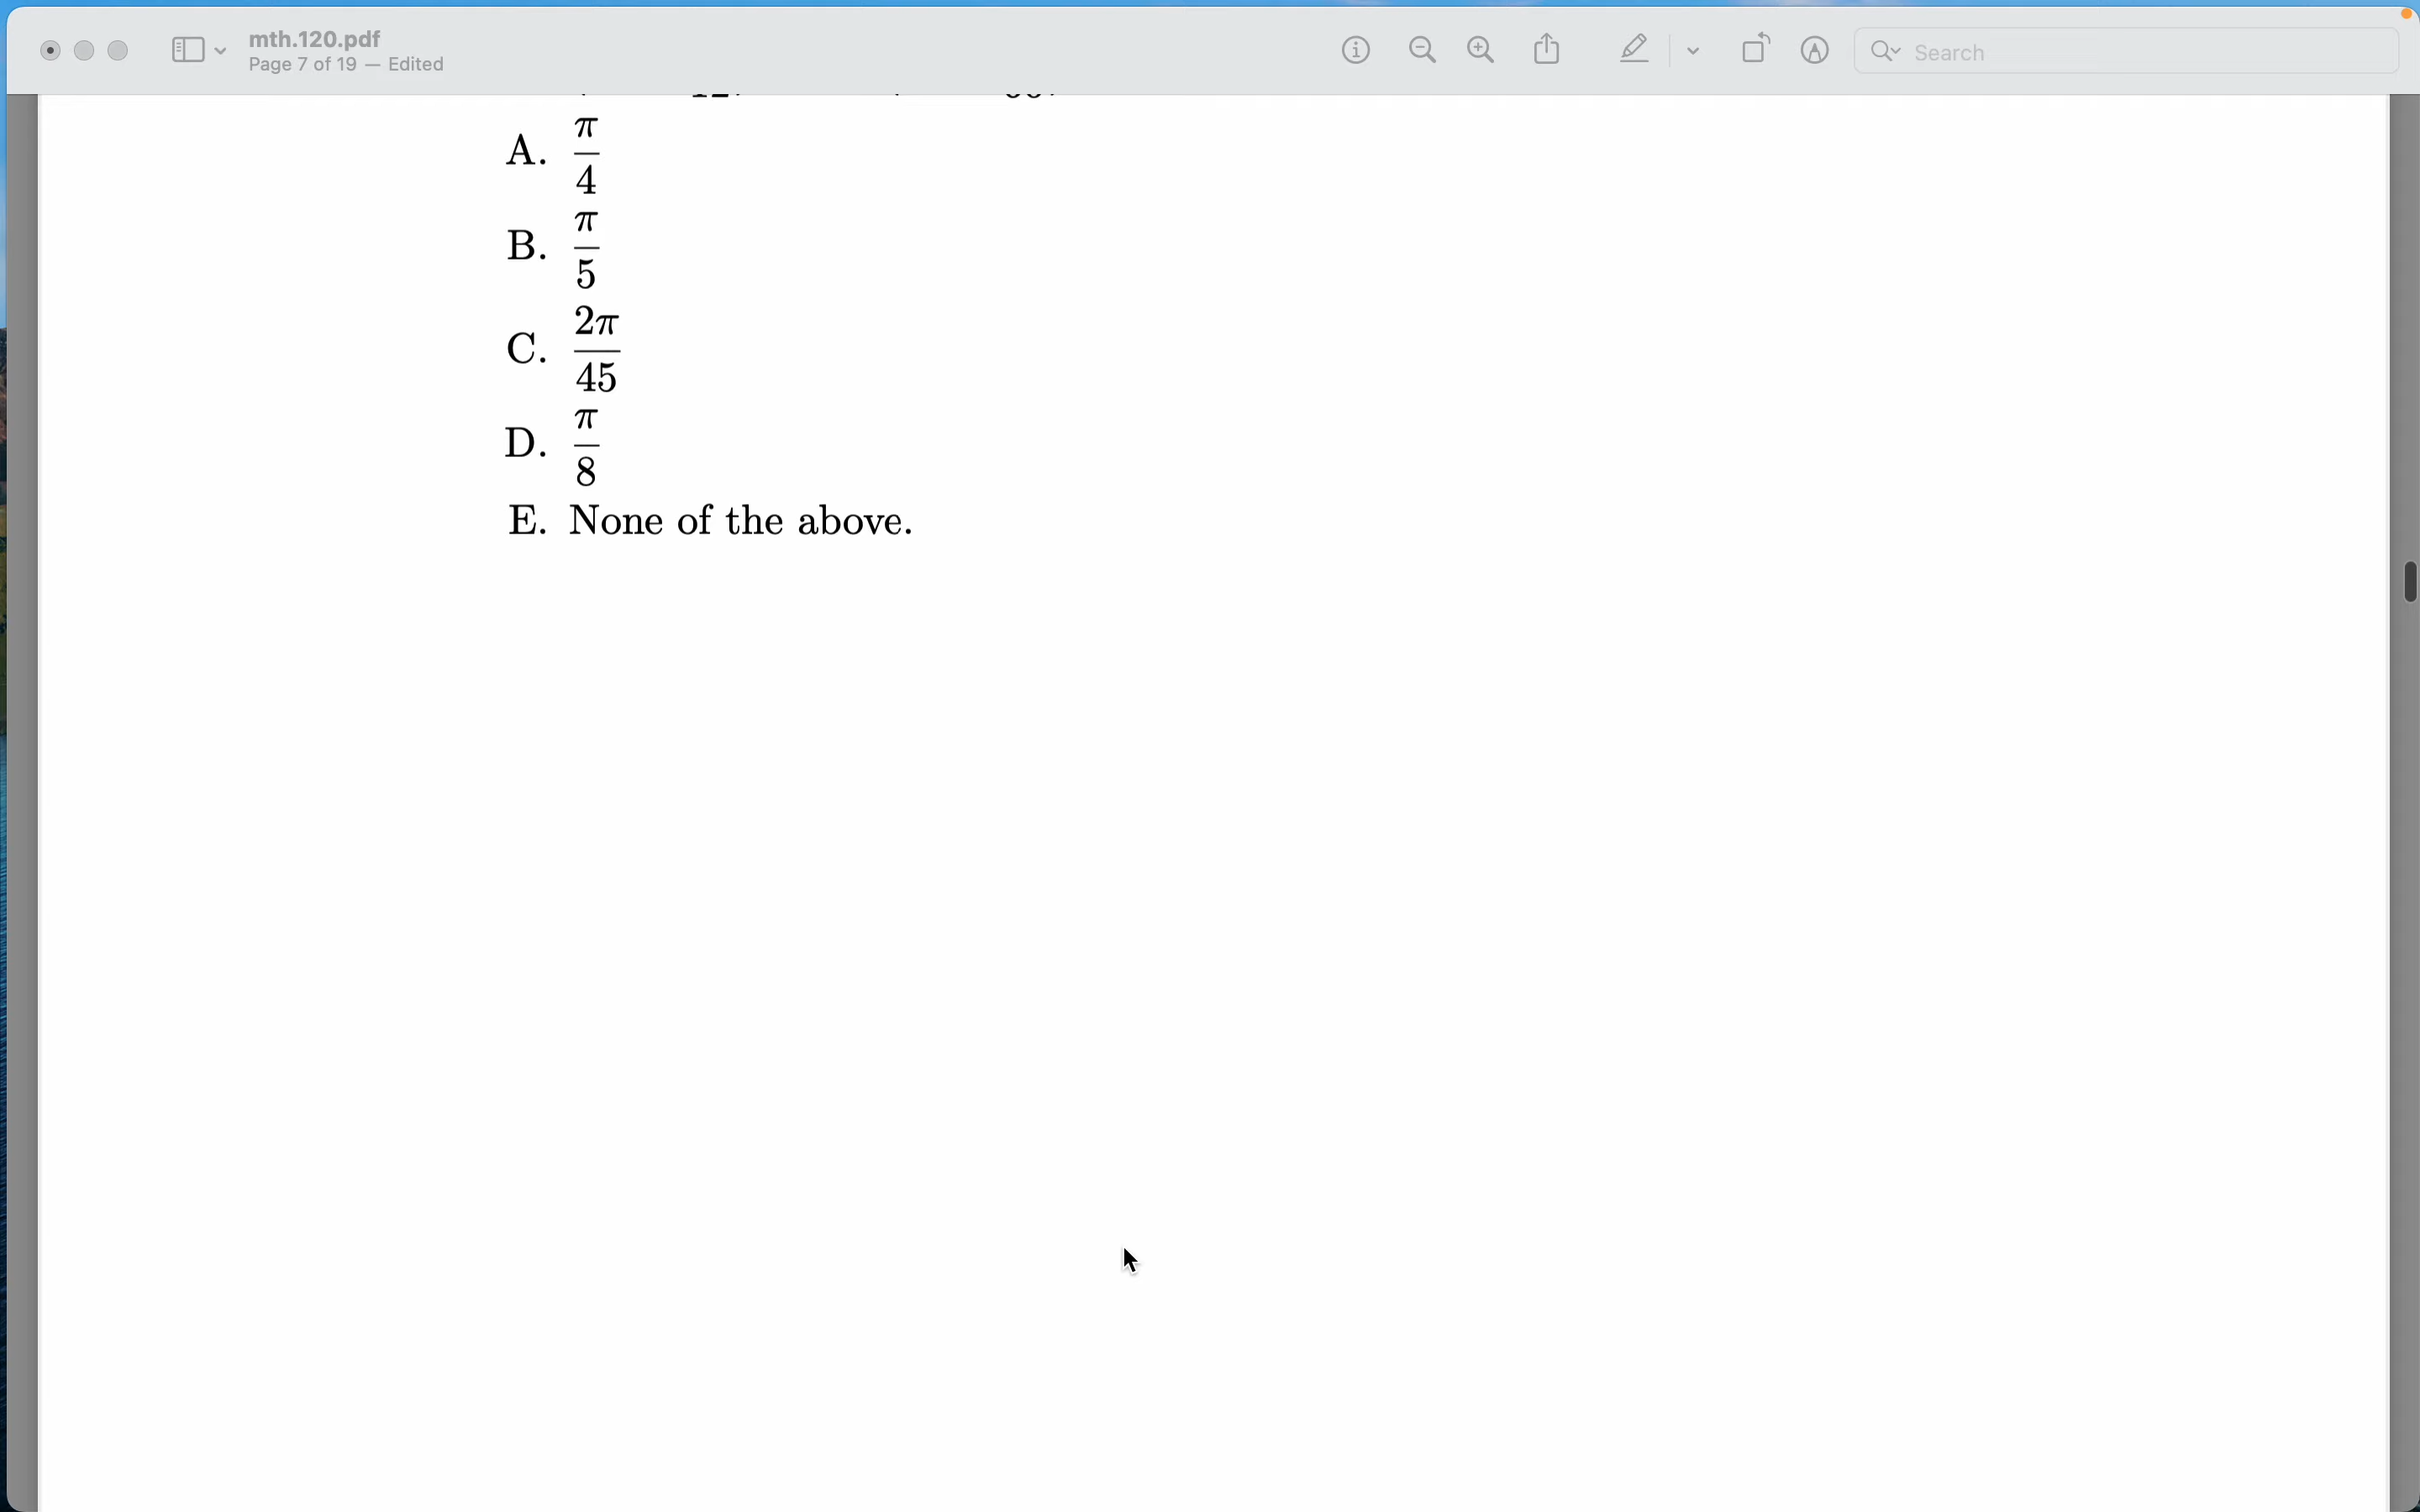 mth.120.pdf
Page 7 of 19 — Edited
Search
A. π/4
B. π/5
C. 2π/45
D. π/8
E. None of the above.